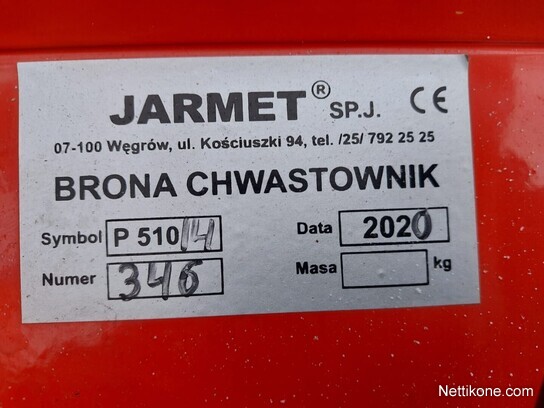 JARMET® SP.J. CE
07-100 Węgrów, ul. Kościuszki 94, tel. /25/ 792 25 25
BRONA CHWASTOWNIK
Symbol P 510/4 Data 2020
Numer 346 Masa kg
Nettikone.com